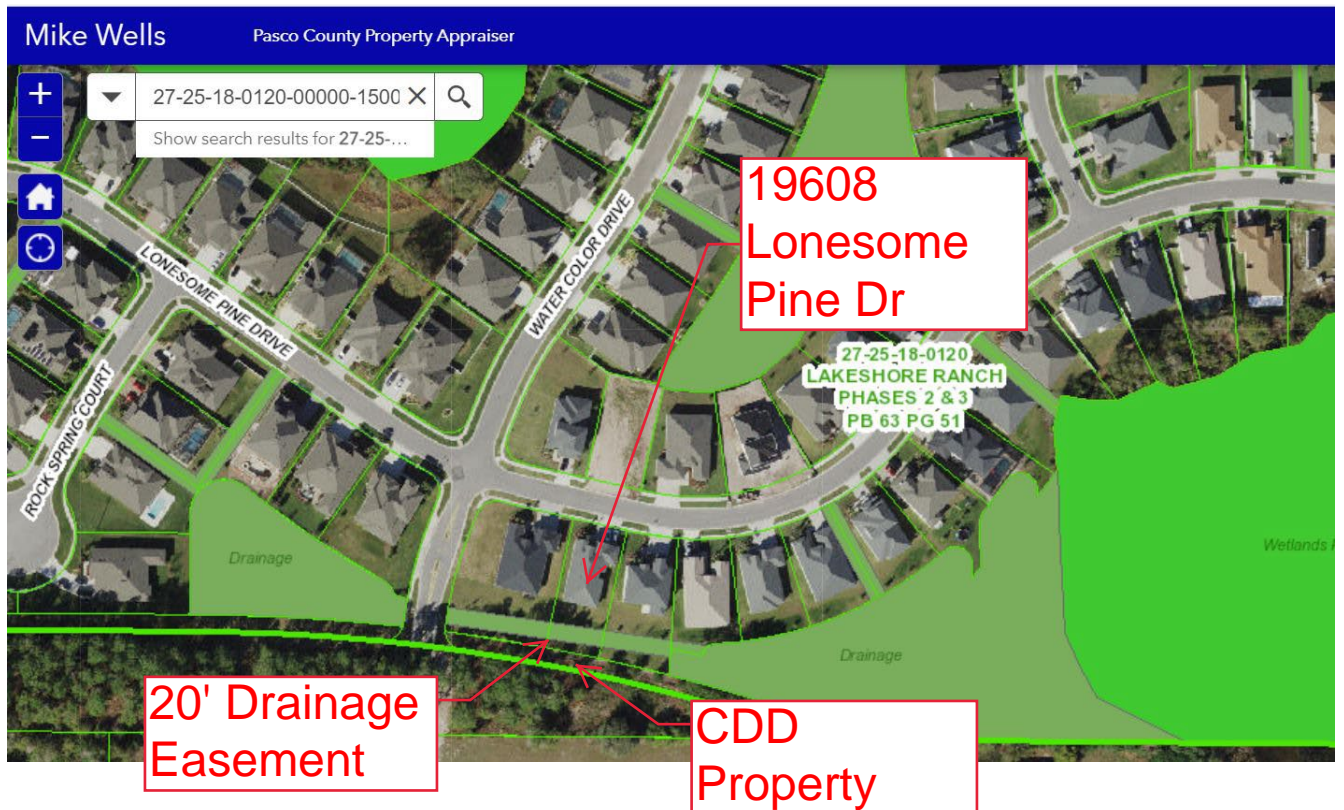 Mike Wells
Pasco County Property Appraiser
+
27-25-18-0120-00000-1500
Show search results for 27-25-...
−
19608
Lonesome
Pine Dr
LONESOME PINE DRIVE
WATER COLOR DRIVE
ROCK SPRING COURT
27-25-18-0120
LAKESHORE RANCH
PHASES 2 & 3
PB 63 PG 51
Wetlands
Drainage
Drainage
20' Drainage
Easement
CDD
Property